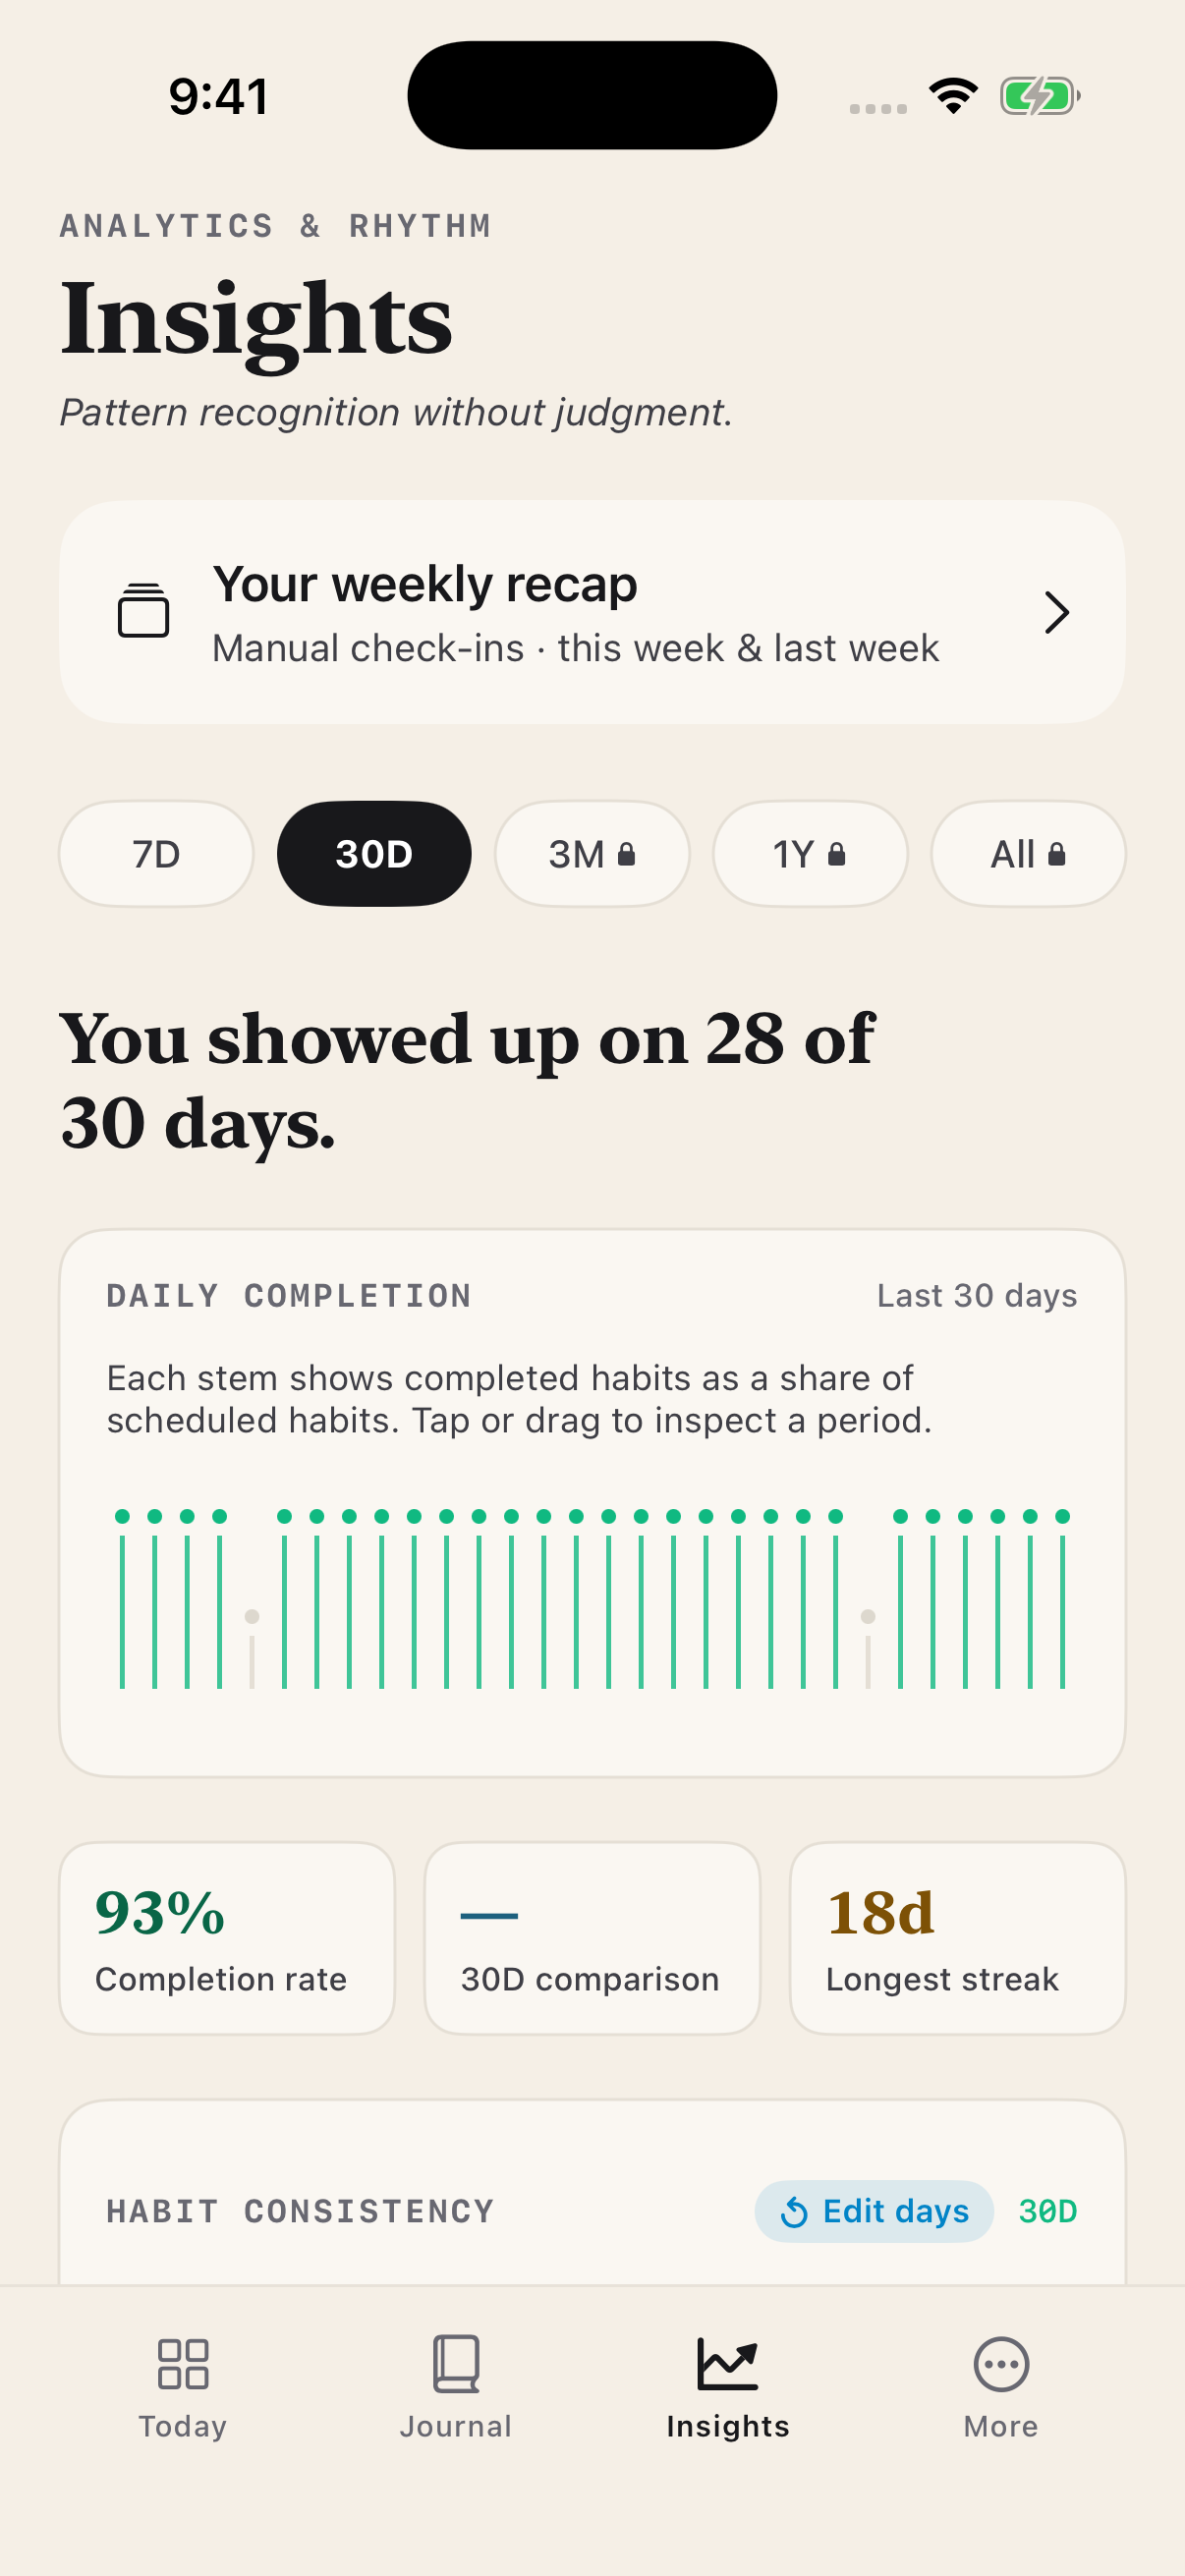 9:41
ANALYTICS & RHYTHM
Insights
Pattern recognition without judgment.
Your weekly recap
Manual check-ins · this week & last week
7D
30D
3M
1Y
All
You showed up on 28 of
30 days.
DAILY COMPLETION
Last 30 days
Each stem shows completed habits as a share of
scheduled habits. Tap or drag to inspect a period.
93%
Completion rate
—
30D comparison
18d
Longest streak
HABIT CONSISTENCY
Edit days
30D
Today
Journal
Insights
More